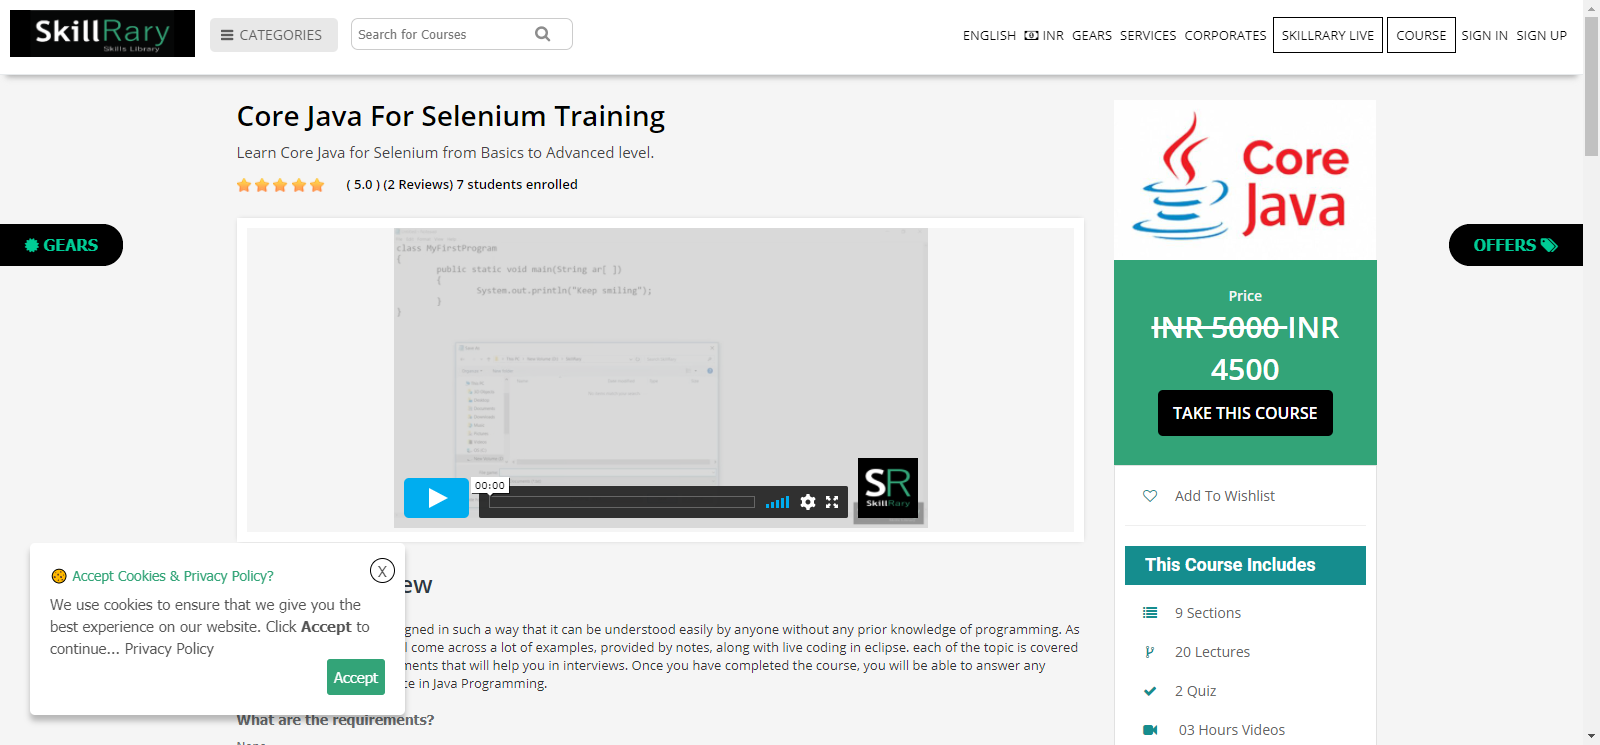 SkillRary
Skills Library
CATEGORIES
Search for Courses
ENGLISH INR GEARS SERVICES CORPORATES SKILLRARY LIVE COURSE SIGN IN SIGN UP
Core Java For Selenium Training
Learn Core Java for Selenium from Basics to Advanced level.
( 5.0 ) (2 Reviews) 7 students enrolled
GEARS
OFFERS
class MyFirstProgram
{
public static void main(String ar[ ])
{
System.out.println("Keep smiling");
}
}
00:00
SR
SkillRary
Core
Java
Price
INR 5000 INR
4500
TAKE THIS COURSE
Add To Wishlist
This Course Includes
9 Sections
20 Lectures
2 Quiz
03 Hours Videos
Accept Cookies & Privacy Policy?
X
We use cookies to ensure that we give you the
best experience on our website. Click Accept to
continue... Privacy Policy
Accept
ew
gned in such a way that it can be understood easily by anyone without any prior knowledge of programming. As
l come across a lot of examples, provided by notes, along with live coding in eclipse. each of the topic is covered
ments that will help you in interviews. Once you have completed the course, you will be able to answer any
ce in Java Programming.
What are the requirements?